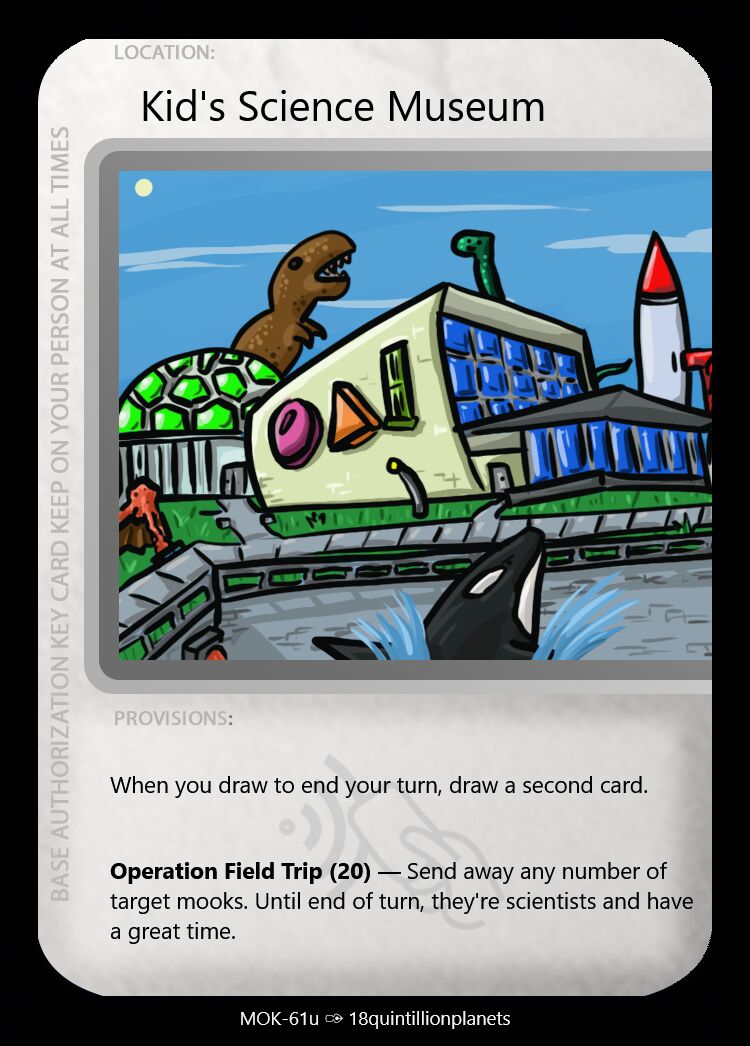 LOCATION:
Kid's Science Museum
BASE AUTHORIZATION KEY CARD KEEP ON YOUR PERSON AT ALL TIMES
PROVISIONS:
When you draw to end your turn, draw a second card.
Operation Field Trip (20) — Send away any number of
target mooks. Until end of turn, they're scientists and have
a great time.
MOK-61u ✑ 18quintillionplanets